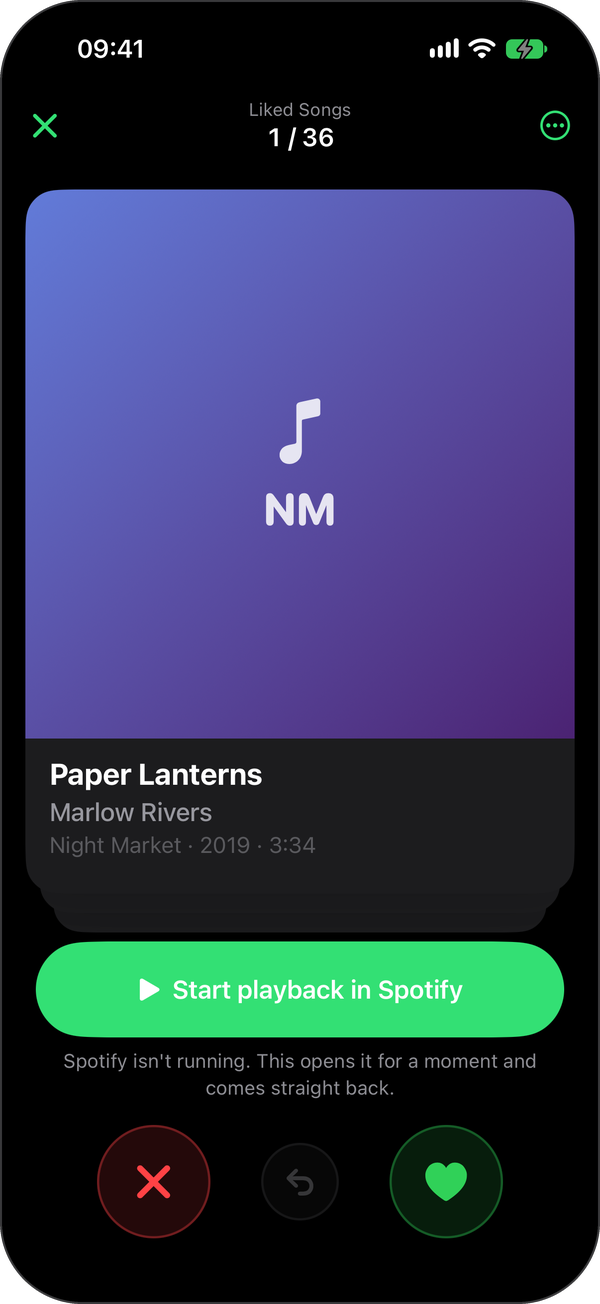 09:41
Liked Songs
1 / 36
NM
Paper Lanterns
Marlow Rivers
Night Market · 2019 · 3:34
Start playback in Spotify
Spotify isn't running. This opens it for a moment and
comes straight back.